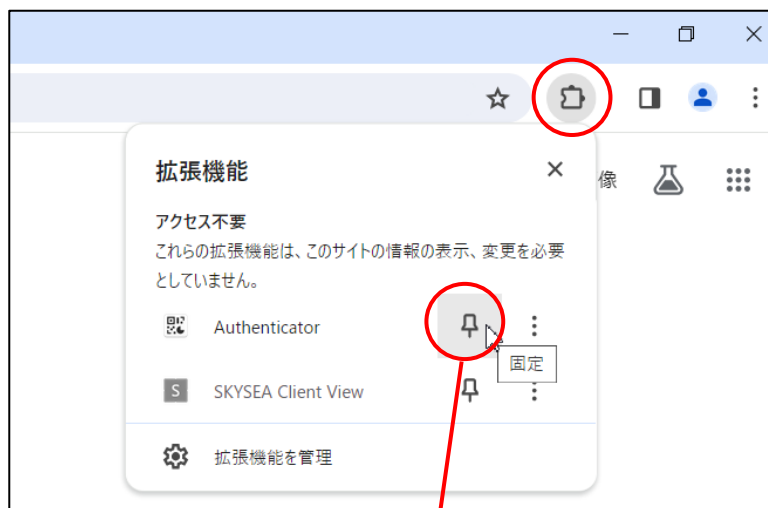 拡張機能
像
アクセス不要
これらの拡張機能は、このサイトの情報の表示、変更を必要
としていません。
Authenticator
固定
S
SKYSEA Client View
拡張機能を管理